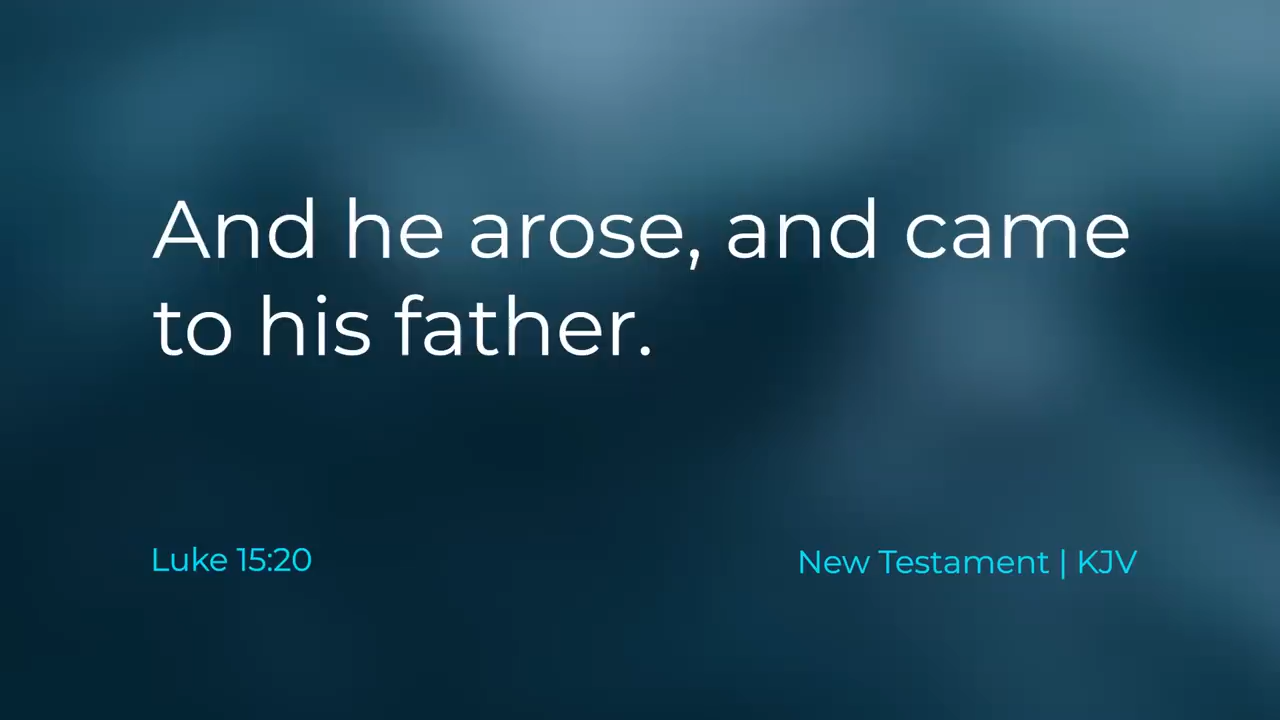 And he arose, and came
to his father.
Luke 15:20
New Testament | KJV